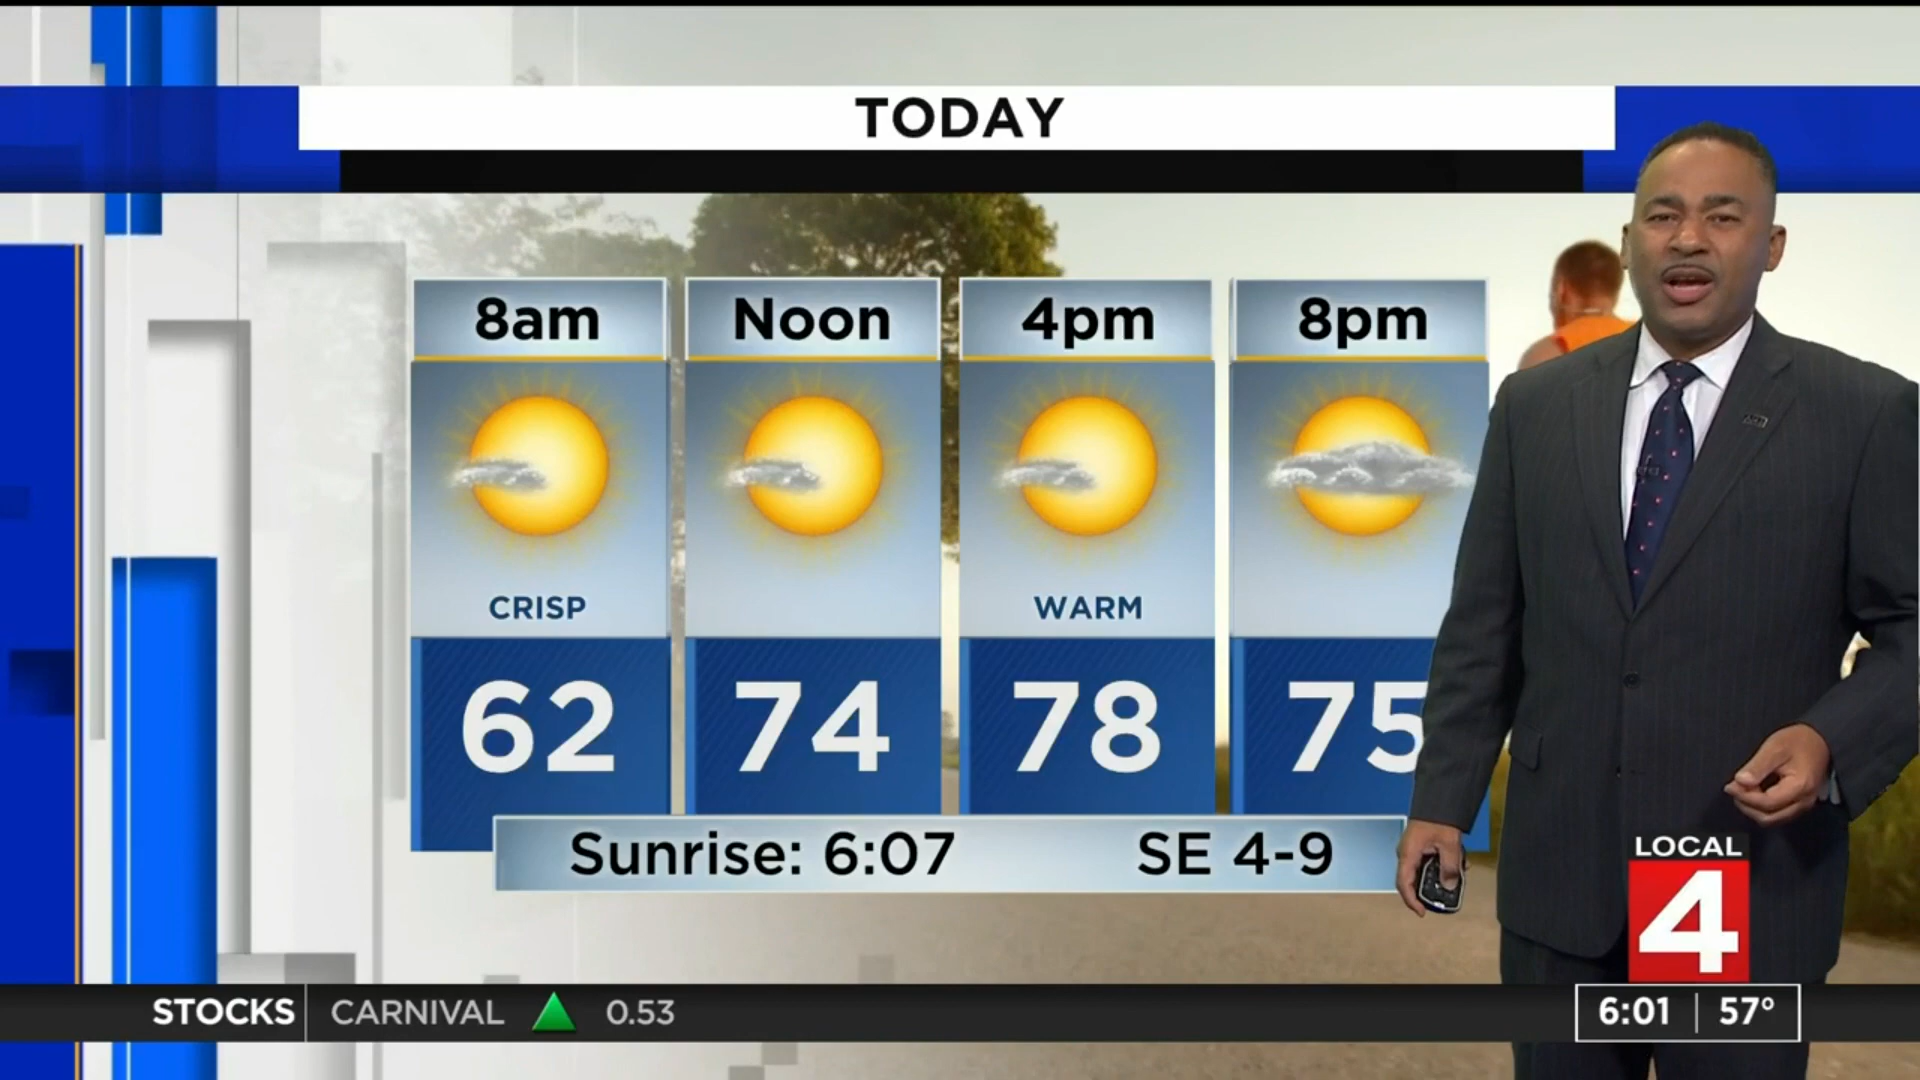 TODAY
8am
Noon
4pm
8pm
CRISP
WARM
62
74
78
75
Sunrise: 6:07
SE 4-9
LOCAL
4
STOCKS
CARNIVAL
0.53
6:01
57°